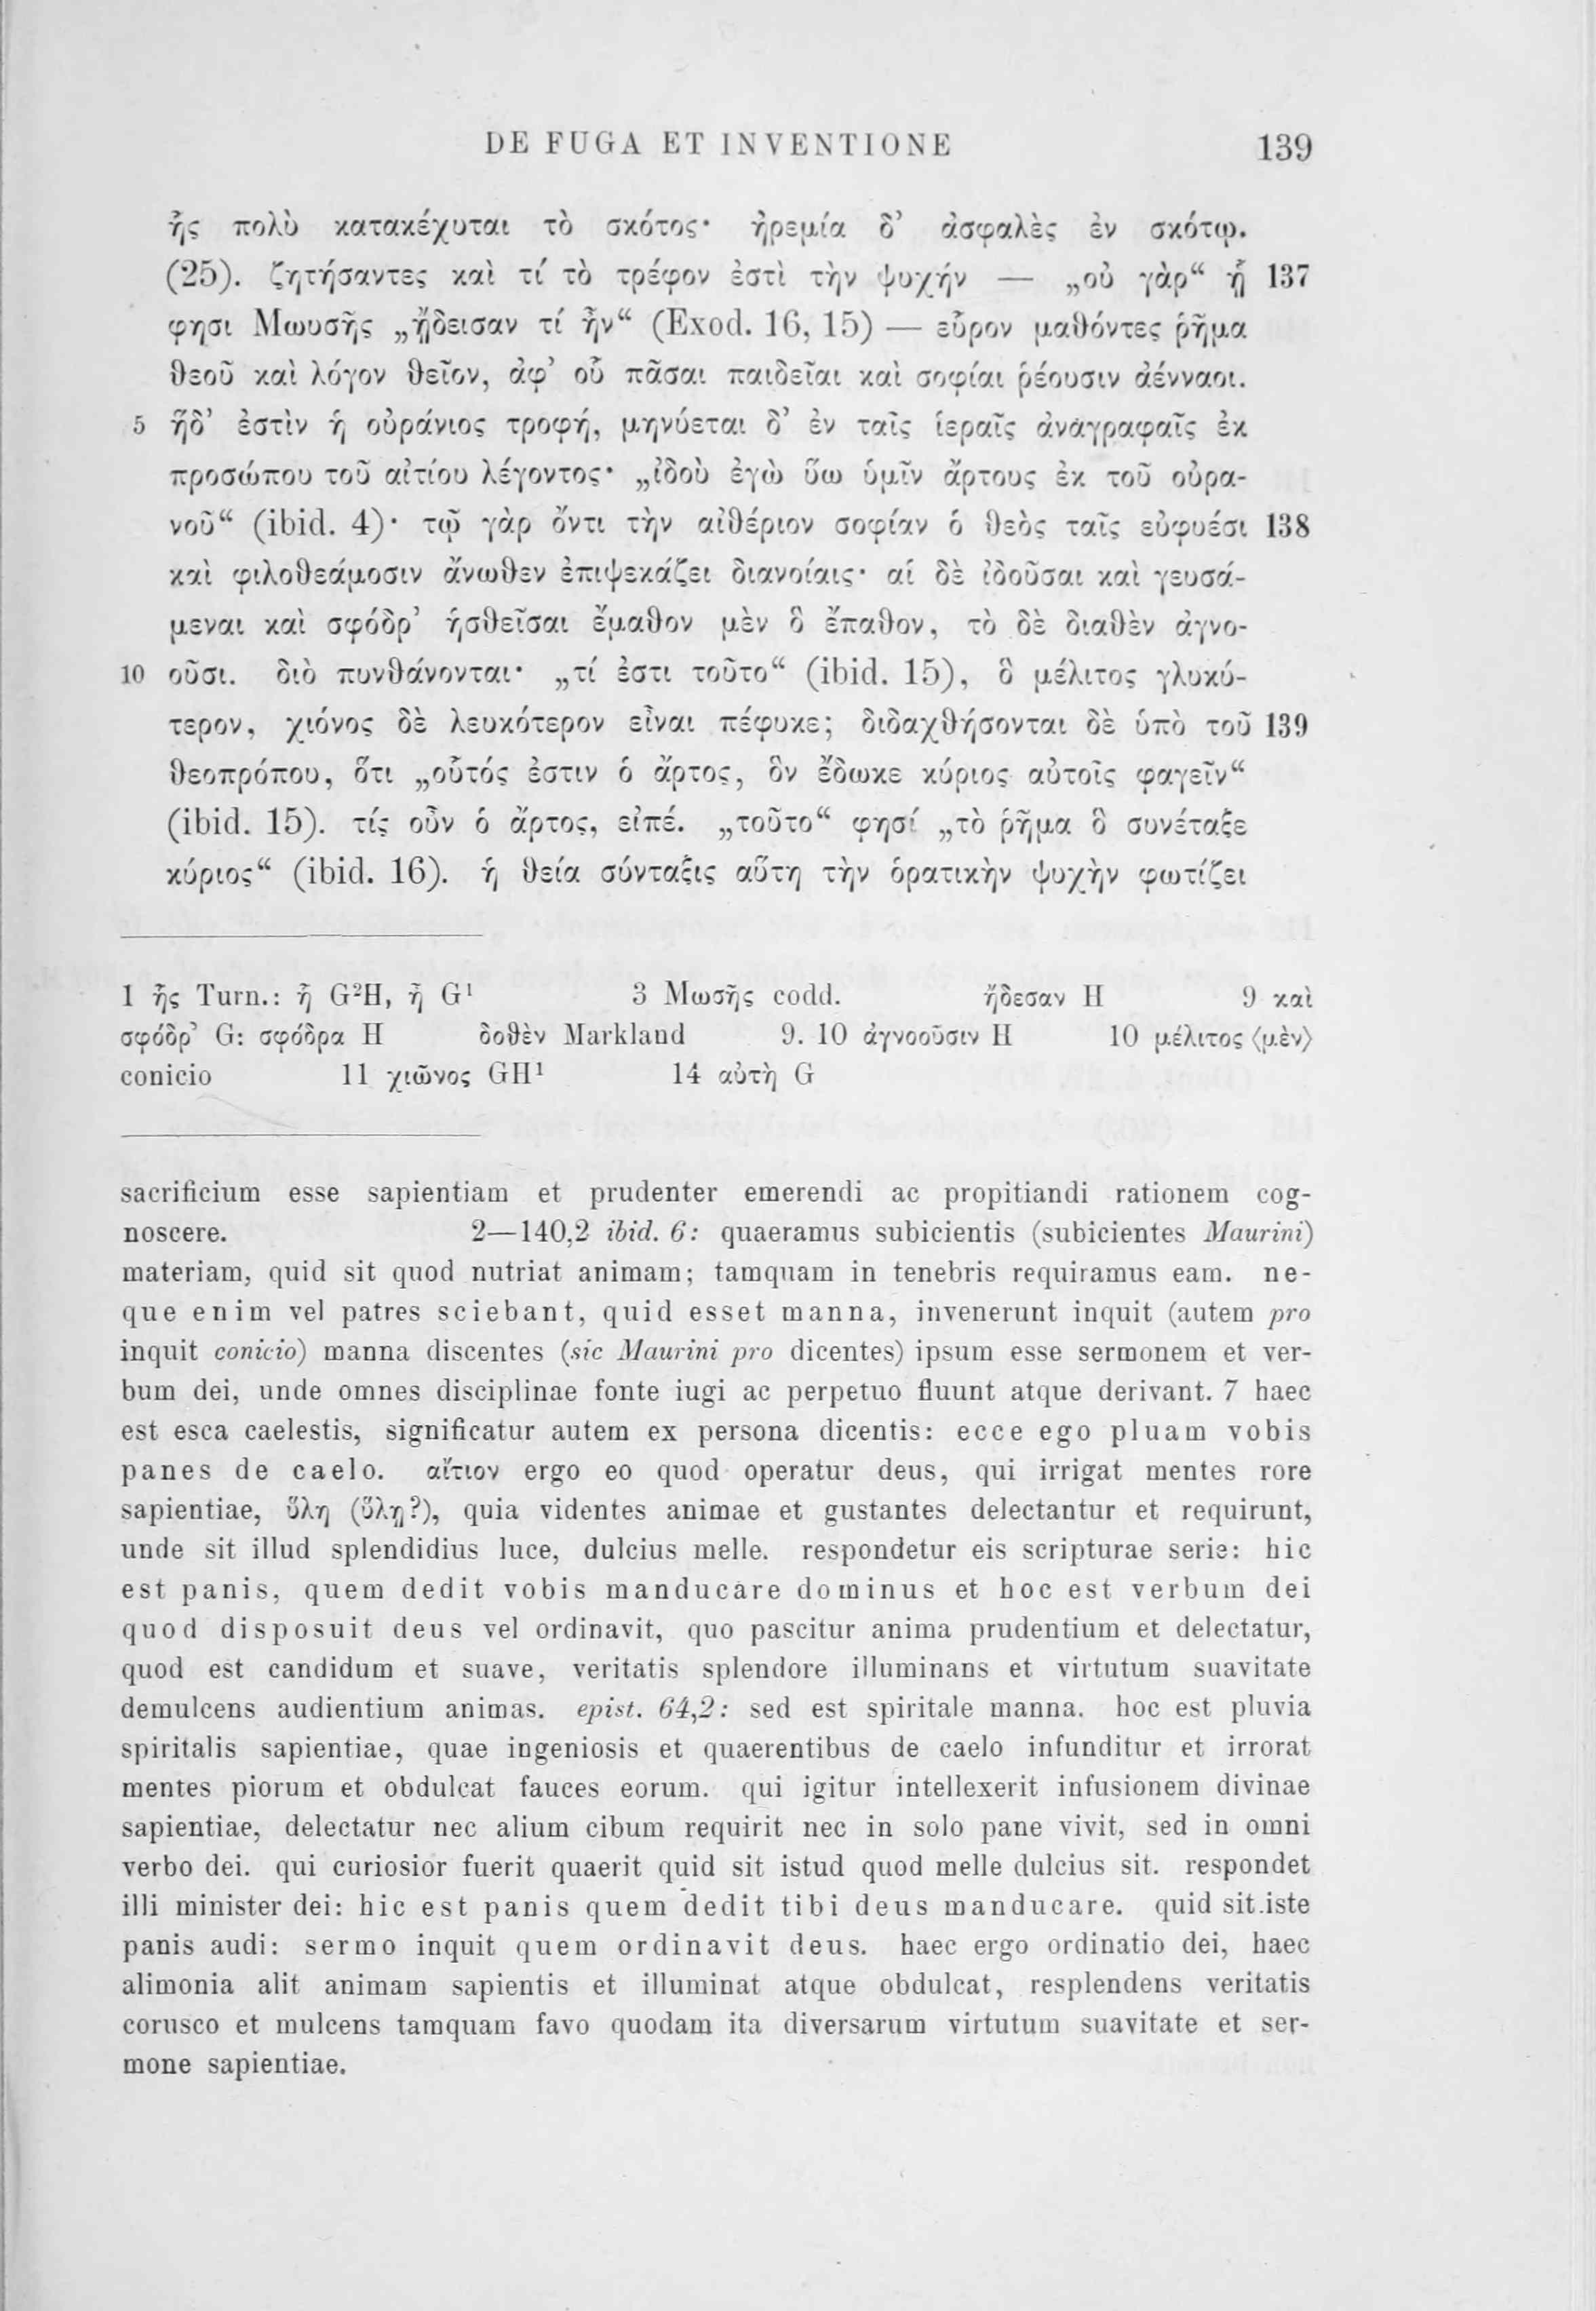 DE FUGA ET INVENTIONE 139
ἧς πολὺ κατακέχυται τὸ σκότος· ἠρεμία δ’ ἀσφαλὲς ἐν σκότῳ.
(25). ζητήσαντες καὶ τί τὸ τρέφον ἐστὶ τὴν ψυχήν — „οὐ γὰρ“ ᾗ 137
φησι Μωυσῆς „ᾔδεισαν τί ἦν“ (Exod. 16, 15) — εὗρον μαθόντες ῥῆμα
θεοῦ καὶ λόγον θεῖον, ἀφ’ οὗ πᾶσαι παιδεῖαι καὶ σοφίαι ῥέουσιν ἀένναοι.
5 ἥδ’ ἐστὶν ἡ οὐράνιος τροφή, μηνύεται δ’ ἐν ταῖς ἱεραῖς ἀναγραφαῖς ἐκ
προσώπου τοῦ αἰτίου λέγοντος· „ἰδοὺ ἐγὼ ὕω ὑμῖν ἄρτους ἐκ τοῦ οὐρα-
νοῦ“ (ibid. 4)· τῷ γὰρ ὄντι τὴν αἰθέριον σοφίαν ὁ θεὸς ταῖς εὐφυέσι 138
καὶ φιλοθεάμοσιν ἄνωθεν ἐπιψεκάζει διανοίαις· αἱ δὲ ἰδοῦσαι καὶ γευσά-
μεναι καὶ σφόδρ’ ἡσθεῖσαι ἔμαθον μὲν ὃ ἔπαθον, τὸ δὲ διαθὲν ἀγνο-
10 οῦσι. διὸ πυνθάνονται· „τί ἐστι τοῦτο“ (ibid. 15), ὃ μέλιτος γλυκύ-
τερον, χιόνος δὲ λευκότερον εἶναι πέφυκε; διδαχθήσονται δὲ ὑπὸ τοῦ 139
θεοπρόπου, ὅτι „οὗτός ἐστιν ὁ ἄρτος, ὃν ἔδωκε κύριος αὐτοῖς φαγεῖν“
(ibid. 15). τίς οὖν ὁ ἄρτος, εἰπέ. „τοῦτο“ φησί „τὸ ῥῆμα ὃ συνέταξε
κύριος“ (ibid. 16). ἡ θεία σύνταξις αὕτη τὴν ὁρατικὴν ψυχὴν φωτίζει
1 ἧς Turn.: ἦ G²H, ἢ G¹ 3 Μωσῆς codd. ᾔδεσαν H 9 καὶ
σφόδρ’ G: σφόδρα H δοθὲν Markland 9. 10 ἀγνοοῦσιν H 10 μέλιτος ⟨μὲν⟩
conicio 11 χιῶνος GH¹ 14 αὐτὴ G
sacrificium esse sapientiam et prudenter emerendi ac propitiandi rationem cog-
noscere. 2—140,2 ibid. 6: quaeramus subicientis (subicientes Maurini)
materiam, quid sit quod nutriat animam; tamquam in tenebris requiramus eam. ne-
que enim vel patres sciebant, quid esset manna, invenerunt inquit (autem pro
inquit conicio) manna discentes (sic Maurini pro dicentes) ipsum esse sermonem et ver-
bum dei, unde omnes disciplinae fonte iugi ac perpetuo fluunt atque derivant. 7 haec
est esca caelestis, significatur autem ex persona dicentis: ecce ego pluam vobis
panes de caelo. αἴτιον ergo eo quod operatur deus, qui irrigat mentes rore
sapientiae, ὕλη (ὕλῃ?), quia videntes animae et gustantes delectantur et requirunt,
unde sit illud splendidius luce, dulcius melle. respondetur eis scripturae serie: hic
est panis, quem dedit vobis manducare dominus et hoc est verbum dei
quod disposuit deus vel ordinavit, quo pascitur anima prudentium et delectatur,
quod est candidum et suave, veritatis splendore illuminans et virtutum suavitate
demulcens audientium animas. epist. 64,2: sed est spiritale manna. hoc est pluvia
spiritalis sapientiae, quae ingeniosis et quaerentibus de caelo infunditur et irrorat
mentes piorum et obdulcat fauces eorum. qui igitur intellexerit infusionem divinae
sapientiae, delectatur nec alium cibum requirit nec in solo pane vivit, sed in omni
verbo dei. qui curiosior fuerit quaerit quid sit istud quod melle dulcius sit. respondet
illi minister dei: hic est panis quem dedit tibi deus manducare. quid sit iste
panis audi: sermo inquit quem ordinavit deus. haec ergo ordinatio dei, haec
alimonia alit animam sapientis et illuminat atque obdulcat, resplendens veritatis
corusco et mulcens tamquam favo quodam ita diversarum virtutum suavitate et ser-
mone sapientiae.